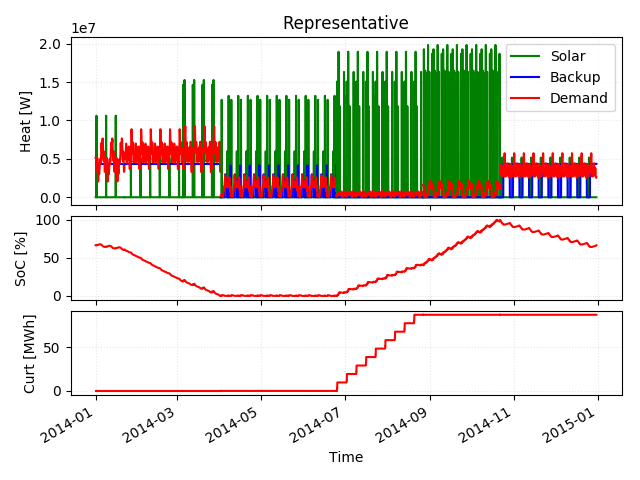 Representative
1e7
2.0
1.5
1.0
0.5
0.0
Heat [W]
Solar
Backup
Demand
100
50
0
SoC [%]
50
0
Curt [MWh]
2014-01
2014-03
2014-05
2014-07
2014-09
2014-11
2015-01
Time